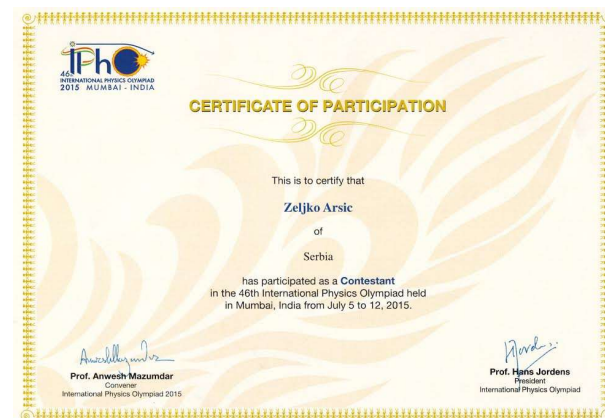 IPhO
46th
INTERNATIONAL PHYSICS OLYMPIAD
2015 MUMBAI - INDIA
CERTIFICATE OF PARTICIPATION
This is to certify that
Zeljko Arsic
of
Serbia
has participated as a Contestant
in the 46th International Physics Olympiad held
in Mumbai, India from July 5 to 12, 2015.
Prof. Anwesh Mazumdar
Convener
International Physics Olympiad 2015
Prof. Hans Jordens
President
International Physics Olympiad